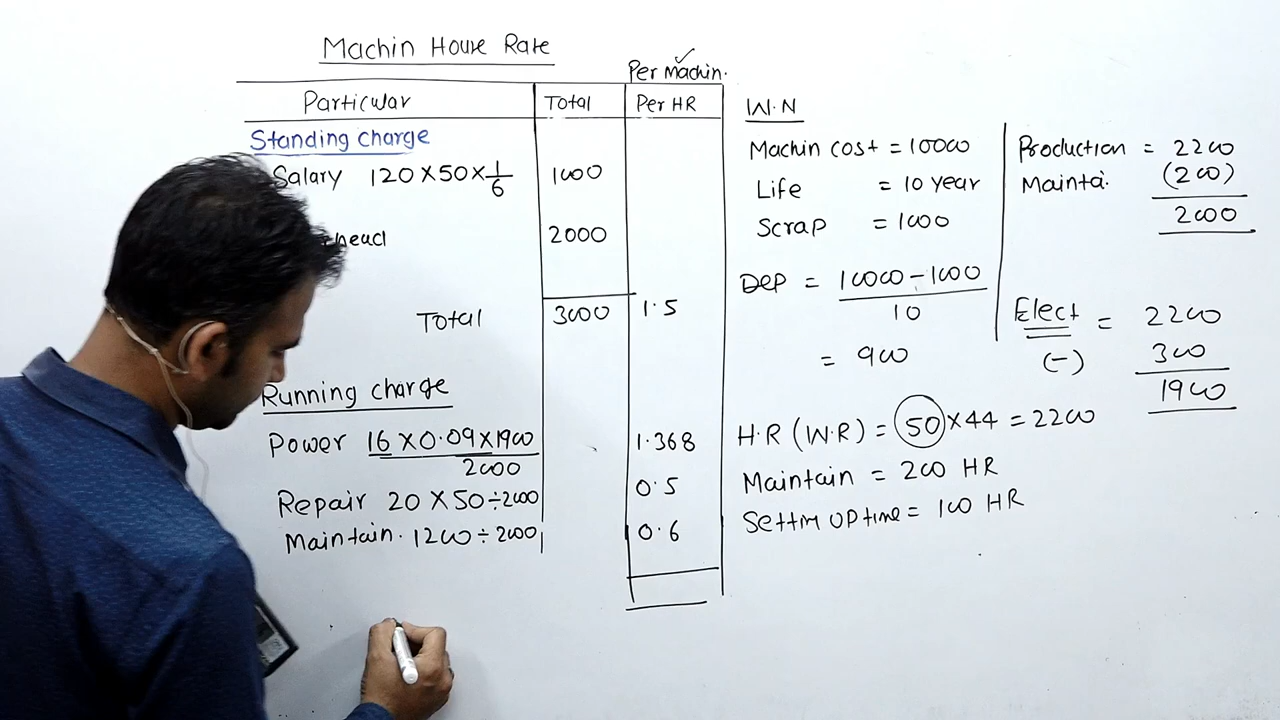 Machin Hour Rate
Per Machin.
Particular Total Per HR
Standing charge
Salary 120 X 50 X 1/6 1000
2000
Total 3000 1.5
Running charge
Power 16 X 0.09 X 1900 / 2000 1.368
Repair 20 X 50 ÷ 2000 0.5
Maintain. 1200 ÷ 2000 0.6
W.N
Machin cost = 10000
Life = 10 year
Scrap = 1000
Dep = 10000 - 1000 / 10
= 900
H.R (W.R) = 50 X 44 = 2200
Maintain = 200 HR
Settin UP time = 100 HR
Production = 2200
Mainta. (200)
2000
Elect = 2200
(-) 300
1900